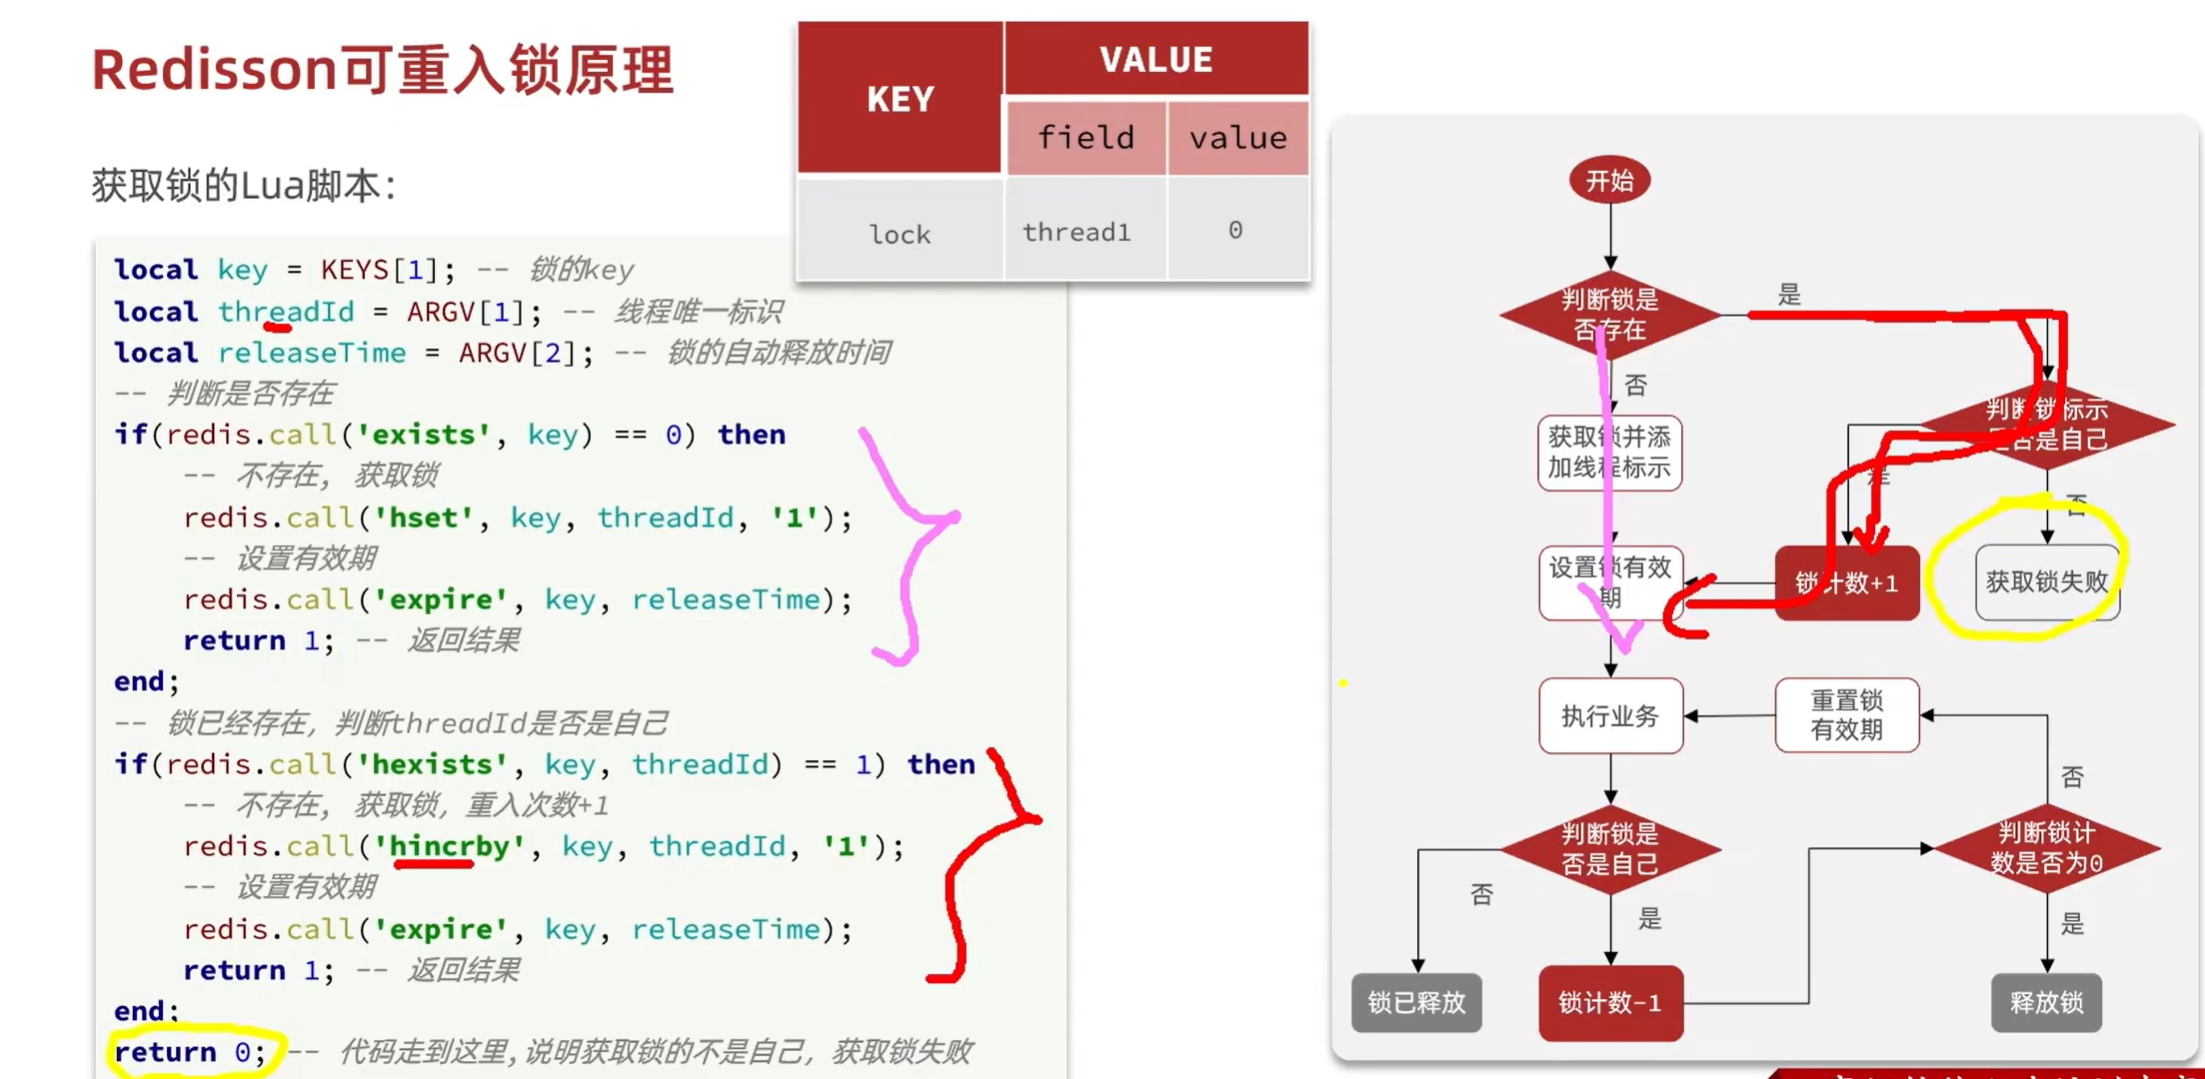 Redisson可重入锁原理
KEY
VALUE
field
value
lock
thread1
0
获取锁的Lua脚本：
local key = KEYS[1]; -- 锁的key
local threadId = ARGV[1]; -- 线程唯一标识
local releaseTime = ARGV[2]; -- 锁的自动释放时间
-- 判断是否存在
if(redis.call('exists', key) == 0) then
-- 不存在, 获取锁
redis.call('hset', key, threadId, '1');
-- 设置有效期
redis.call('expire', key, releaseTime);
return 1; -- 返回结果
end;
-- 锁已经存在，判断threadId是否是自己
if(redis.call('hexists', key, threadId) == 1) then
-- 不存在, 获取锁，重入次数+1
redis.call('hincrby', key, threadId, '1');
-- 设置有效期
redis.call('expire', key, releaseTime);
return 1; -- 返回结果
end;
return 0; -- 代码走到这里,说明获取锁的不是自己，获取锁失败
开始
判断锁是
否存在
是
否
判断锁标示
是否是自己
获取锁并添
加线程标示
是
否
设置锁有效
期
锁计数+1
获取锁失败
执行业务
重置锁
有效期
否
判断锁是
否是自己
判断锁计
数是否为0
否
是
是
锁已释放
锁计数-1
释放锁